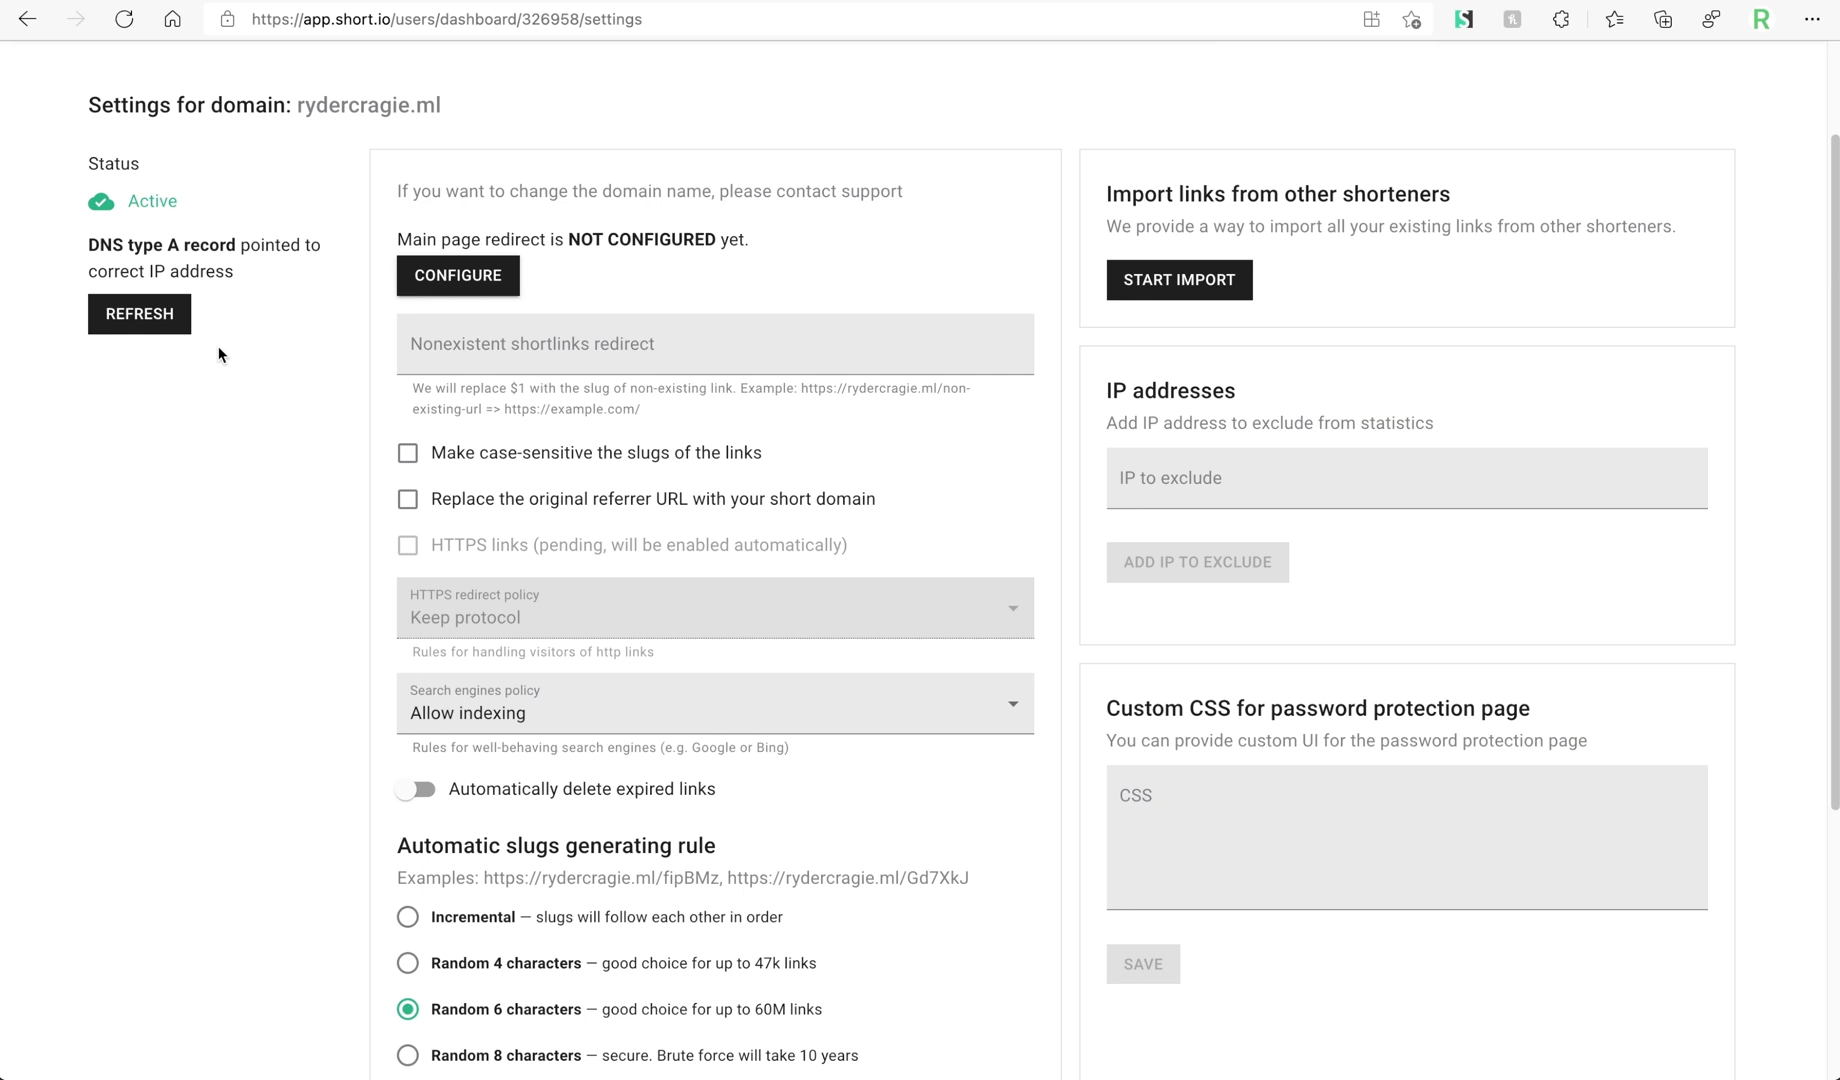 https://app.short.io/users/dashboard/326958/settings
R
Settings for domain: rydercragie.ml
Status
Active
DNS type A record pointed to
correct IP address
REFRESH
If you want to change the domain name, please contact support
Main page redirect is NOT CONFIGURED yet.
CONFIGURE
Nonexistent shortlinks redirect
We will replace $1 with the slug of non-existing link. Example: https://rydercragie.ml/non-
existing-url => https://example.com/
Make case-sensitive the slugs of the links
Replace the original referrer URL with your short domain
HTTPS links (pending, will be enabled automatically)
HTTPS redirect policy
Keep protocol
Rules for handling visitors of http links
Search engines policy
Allow indexing
Rules for well-behaving search engines (e.g. Google or Bing)
Automatically delete expired links
Automatic slugs generating rule
Examples: https://rydercragie.ml/fipBMz, https://rydercragie.ml/Gd7XkJ
Incremental — slugs will follow each other in order
Random 4 characters — good choice for up to 47k links
Random 6 characters — good choice for up to 60M links
Random 8 characters — secure. Brute force will take 10 years
Import links from other shorteners
We provide a way to import all your existing links from other shorteners.
START IMPORT
IP addresses
Add IP address to exclude from statistics
IP to exclude
ADD IP TO EXCLUDE
Custom CSS for password protection page
You can provide custom UI for the password protection page
CSS
SAVE